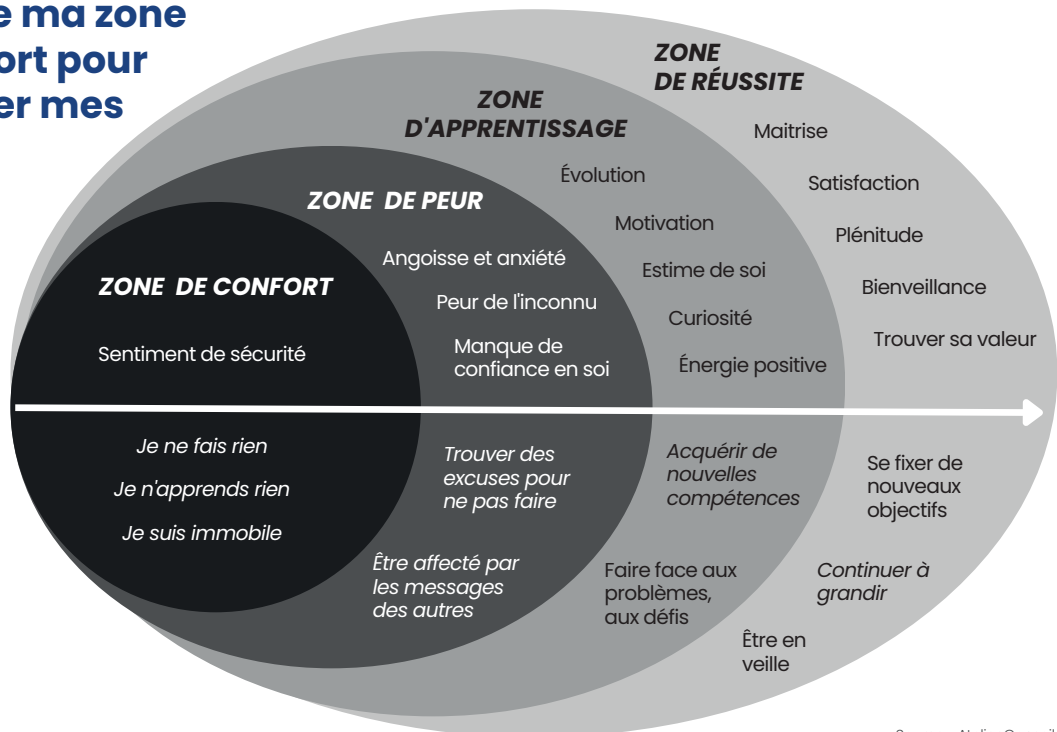 e ma zone
ort pour
er mes
ZONE
DE RÉUSSITE
Maitrise
Satisfaction
Plénitude
Bienveillance
Trouver sa valeur
ZONE
D'APPRENTISSAGE
Évolution
Motivation
Estime de soi
Curiosité
Énergie positive
ZONE DE PEUR
Angoisse et anxiété
Peur de l'inconnu
Manque de
confiance en soi
ZONE DE CONFORT
Sentiment de sécurité
Je ne fais rien
Je n'apprends rien
Je suis immobile
Trouver des
excuses pour
ne pas faire
Être affecté par
les messages
des autres
Acquérir de
nouvelles
compétences
Faire face aux
problèmes,
aux défis
Se fixer de
nouveaux
objectifs
Continuer à
grandir
Être en
veille